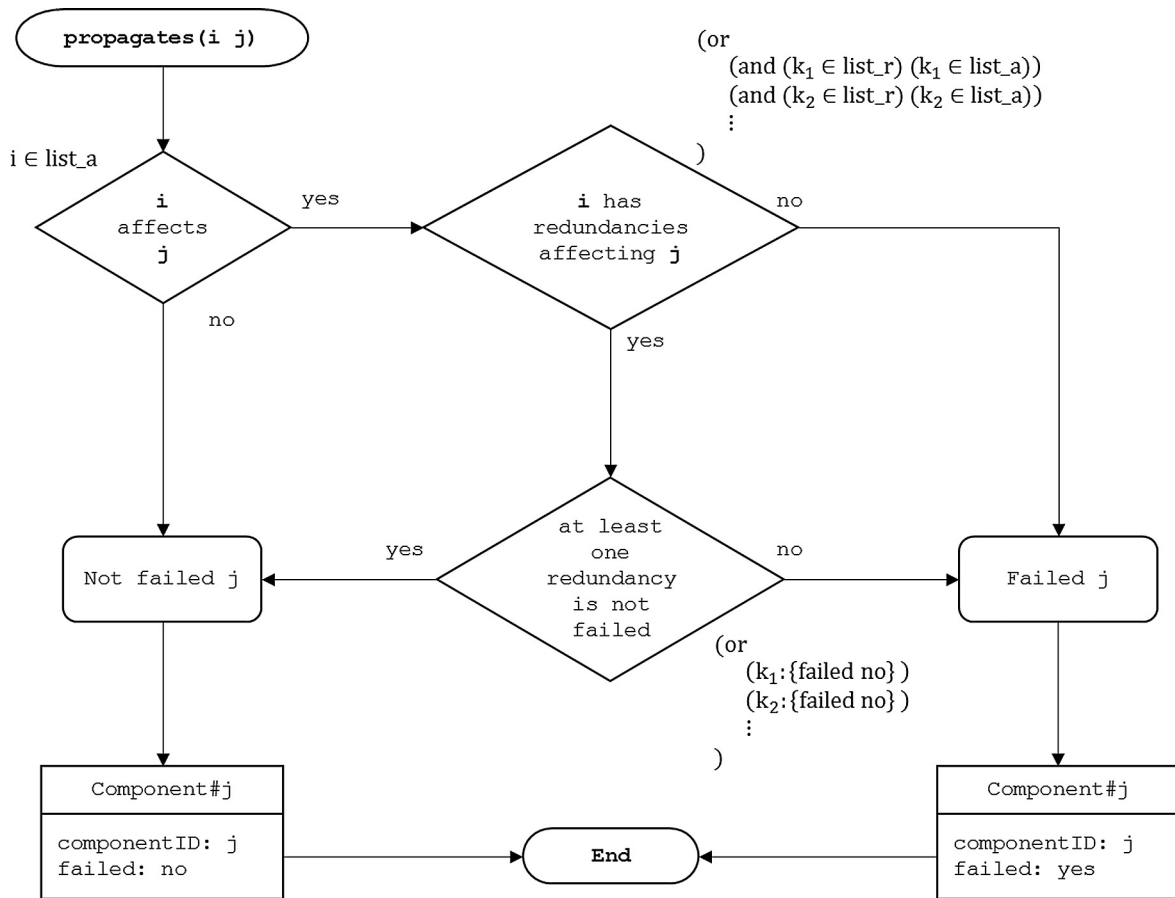 propagates(i j)
(or
(and (k₁ ∈ list_r) (k₁ ∈ list_a))
(and (k₂ ∈ list_r) (k₂ ∈ list_a))
⋮
)
i ∈ list_a
i
affects
j
yes
no
i has
redundancies
affecting j
no
yes
at least
one
redundancy
is not
failed
yes
no
(or
(k₁:{failed no} )
(k₂:{failed no} )
⋮
)
Not failed j
Failed j
Component#j
componentID: j
failed: no
End
Component#j
componentID: j
failed: yes